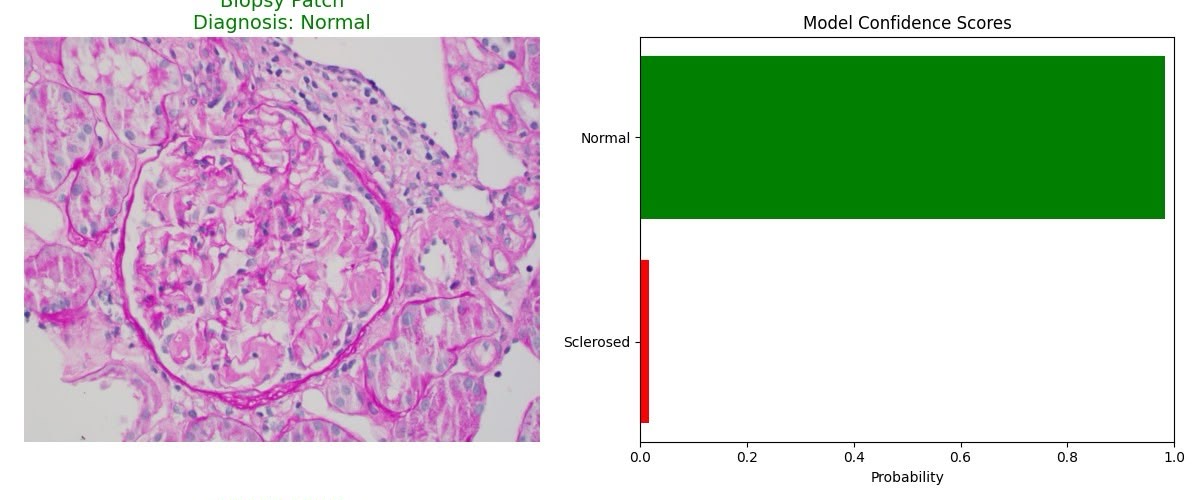 Biopsy Patch
Diagnosis: Normal
Model Confidence Scores
Normal
Sclerosed
0.0 0.2 0.4 0.6 0.8 1.0
Probability